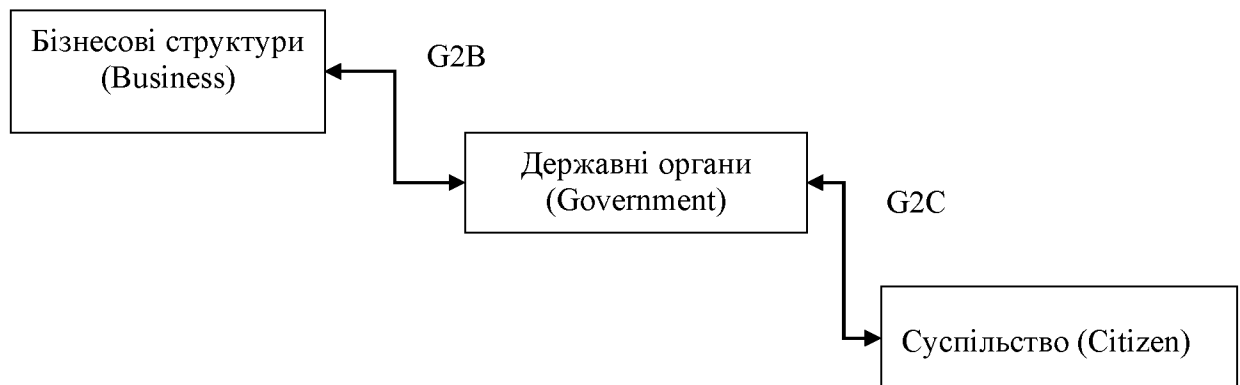 Бізнесові структури
(Business)
G2B
Державні органи
(Government)
G2C
Суспільство (Citizen)